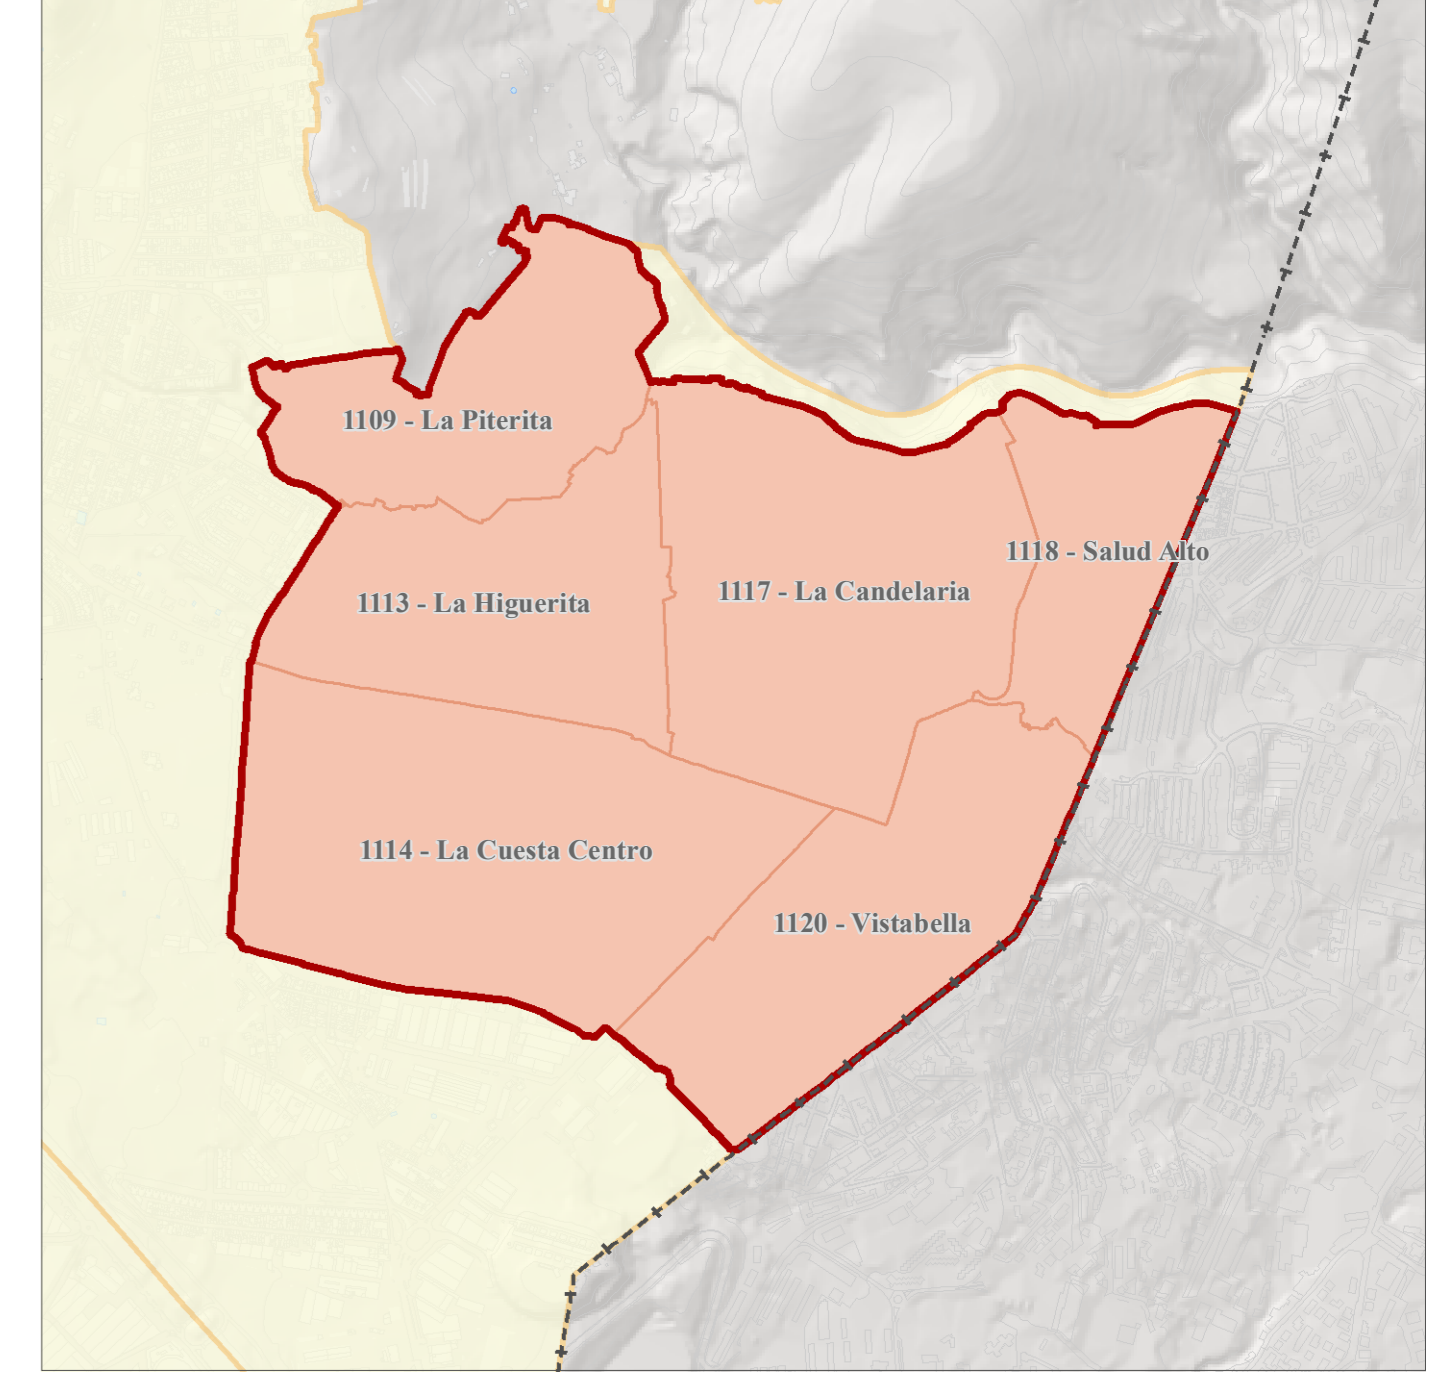 1109 - La Piterita
1118 - Salud Alto
1117 - La Candelaria
1113 - La Higuerita
1114 - La Cuesta Centro
1120 - Vistabella